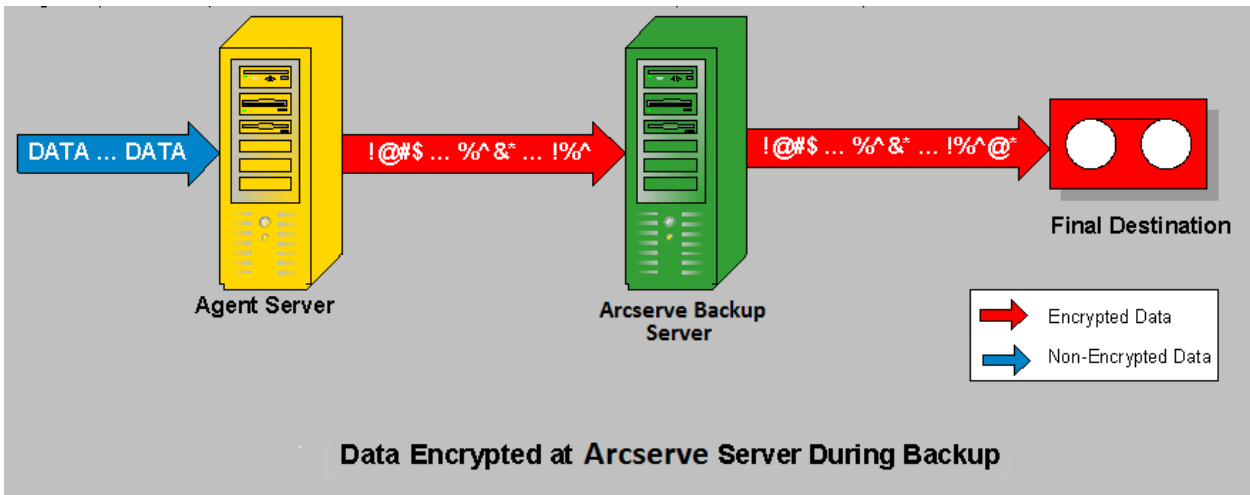 DATA ... DATA
!@#$ ... %^&* ... !%^
!@#$ ... %^&* ... !%^@*
Final Destination
Agent Server
Arcserve Backup
Server
Encrypted Data
Non-Encrypted Data
Data Encrypted at Arcserve Server During Backup